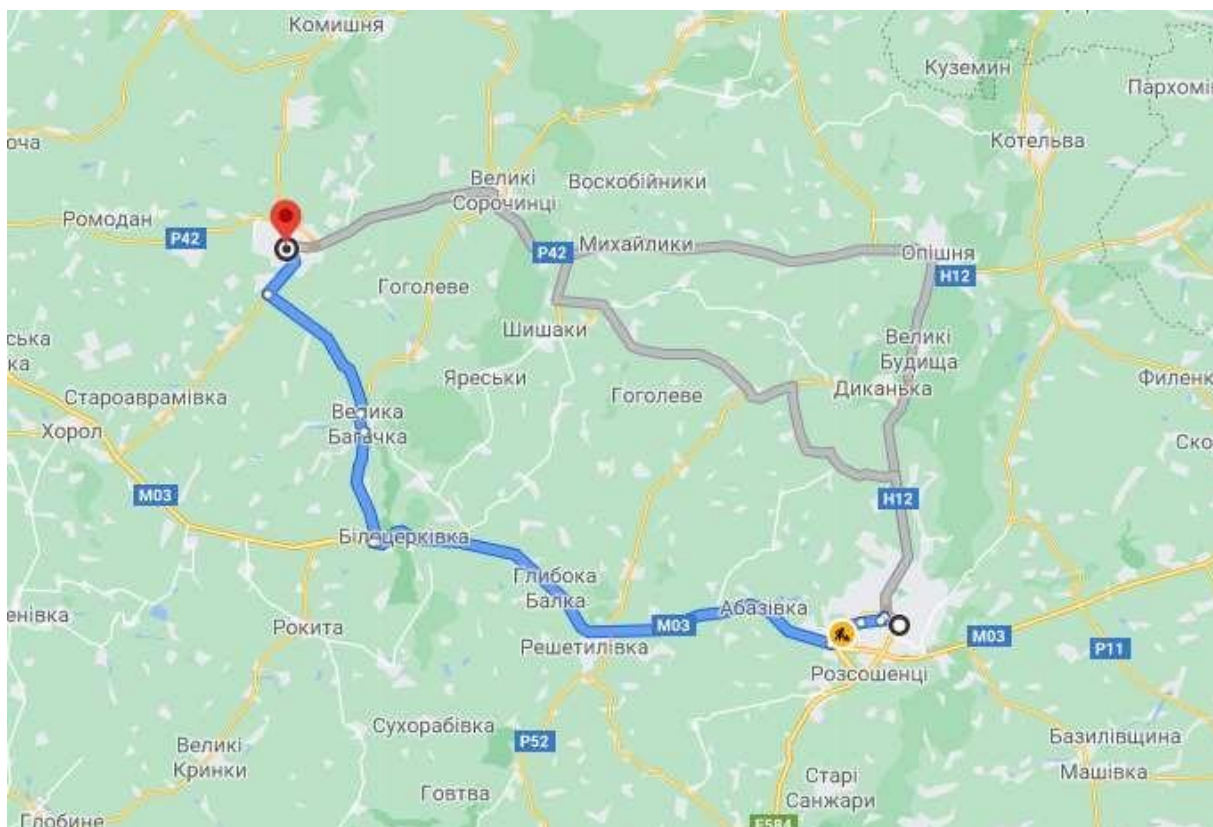 Комишня
Куземин
Пархомі
Котельва
оча
Великі
Сорочинці
Воскобійники
Ромодан
P42
P42
Михайлики
Опішня
H12
Гоголеве
Шишаки
Великі
Будища
ська
ка
Яреськи
Гоголеве
Диканька
Филенк
Староаврамівка
Хорол
Велика
Багачка
Ско
M03
H12
Білоцерківка
Глибока
Балка
Абазівка
енівка
Рокита
M03
M03
P11
Решетилівка
Розсошенці
Сухорабівка
P52
Великі
Кринки
Базилівщина
Машівка
Говтва
Старі
Санжари
Глобине
E584